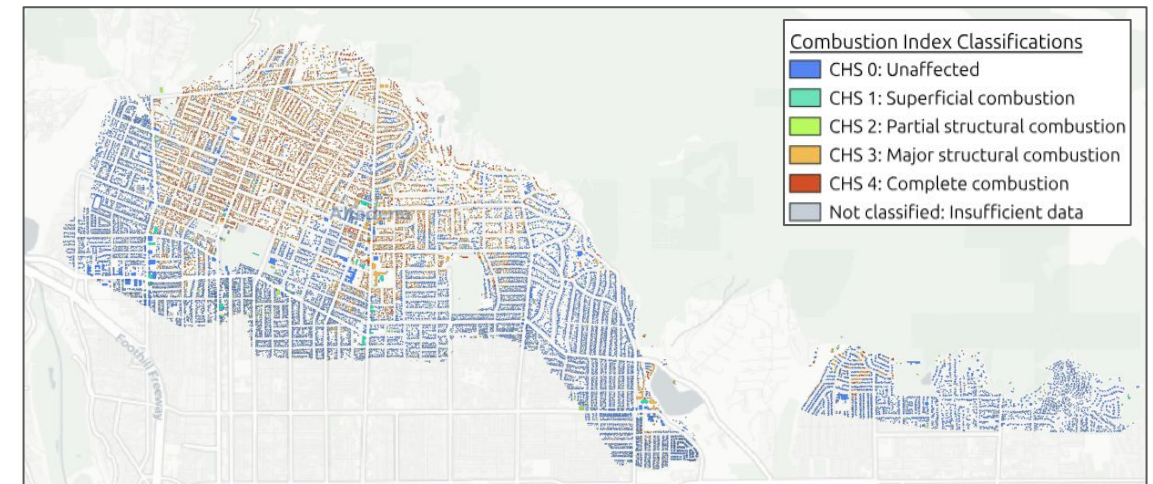 Combustion Index Classifications
CHS 0: Unaffected
CHS 1: Superficial combustion
CHS 2: Partial structural combustion
CHS 3: Major structural combustion
CHS 4: Complete combustion
Not classified: Insufficient data
Altadena
Foothill Freeway